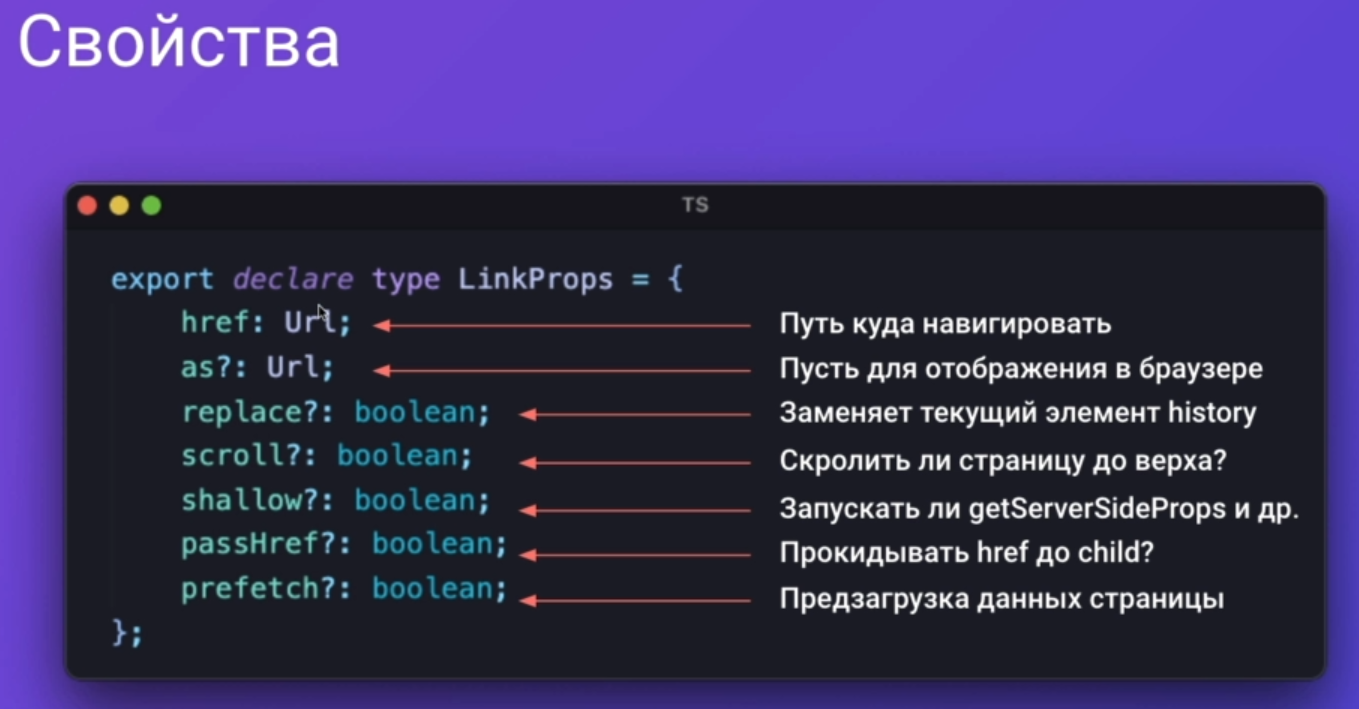 Свойства
TS
export declare type LinkProps = {
href: Url; Путь куда навигировать
as?: Url; Пусть для отображения в браузере
replace?: boolean; Заменяет текущий элемент history
scroll?: boolean; Скролить ли страницу до верха?
shallow?: boolean; Запускать ли getServerSideProps и др.
passHref?: boolean; Прокидывать href до child?
prefetch?: boolean; Предзагрузка данных страницы
};